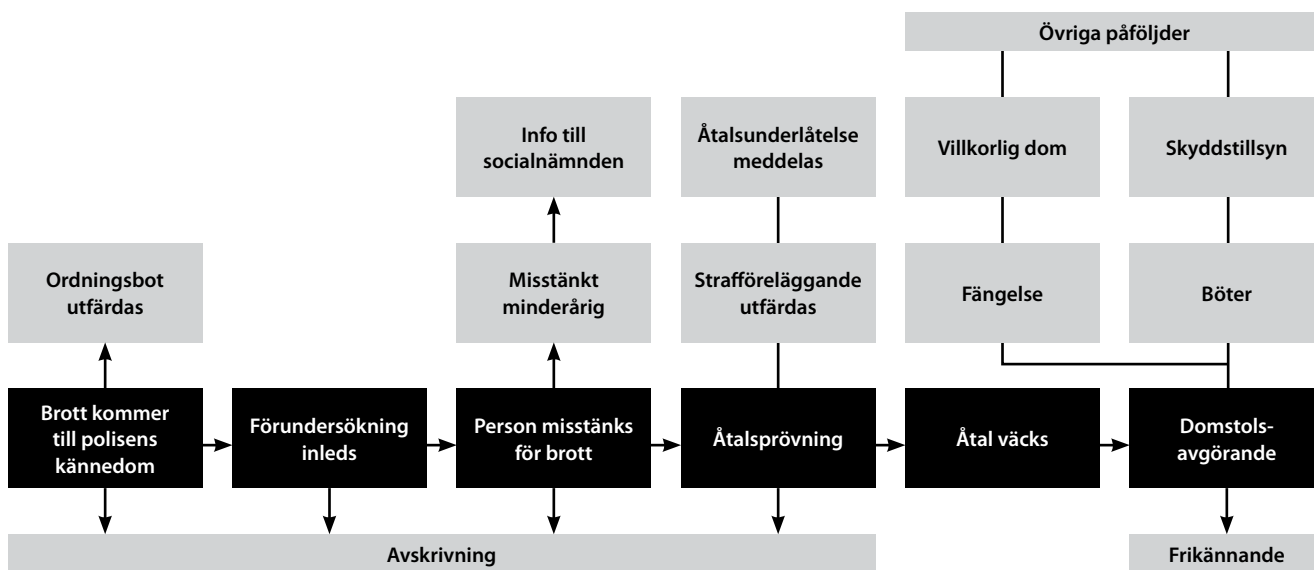 Övriga påföljder
Info till
socialnämnden
Åtalsunderlåtelse
meddelas
Villkorlig dom
Skyddstillsyn
Ordningsbot
utfärdas
Misstänkt
minderårig
Strafföreläggande
utfärdas
Fängelse
Böter
Brott kommer
till polisens
kännedom
Förundersökning
inleds
Person misstänks
för brott
Åtalsprövning
Åtal väcks
Domstols-
avgörande
Avskrivning
Frikännande